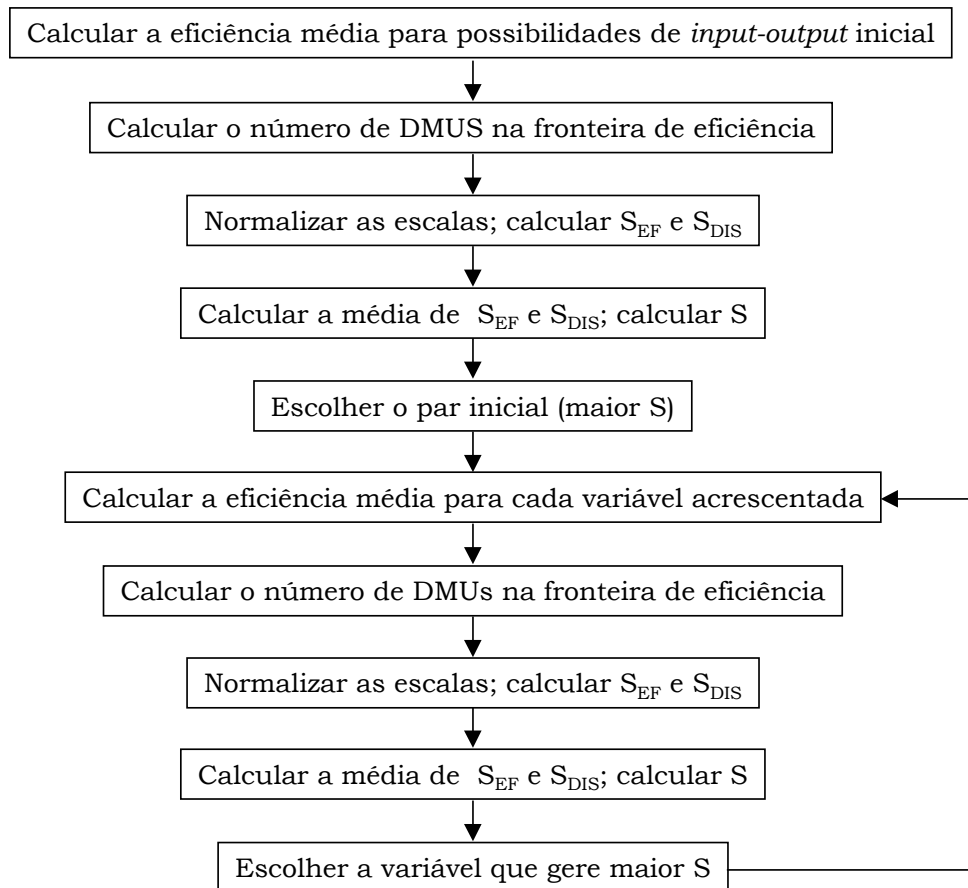 Calcular a eficiência média para possibilidades de input-output inicial
Calcular o número de DMUS na fronteira de eficiência
Normalizar as escalas; calcular S_EF e S_DIS
Calcular a média de S_EF e S_DIS; calcular S
Escolher o par inicial (maior S)
Calcular a eficiência média para cada variável acrescentada
Calcular o número de DMUs na fronteira de eficiência
Normalizar as escalas; calcular S_EF e S_DIS
Calcular a média de S_EF e S_DIS; calcular S
Escolher a variável que gere maior S